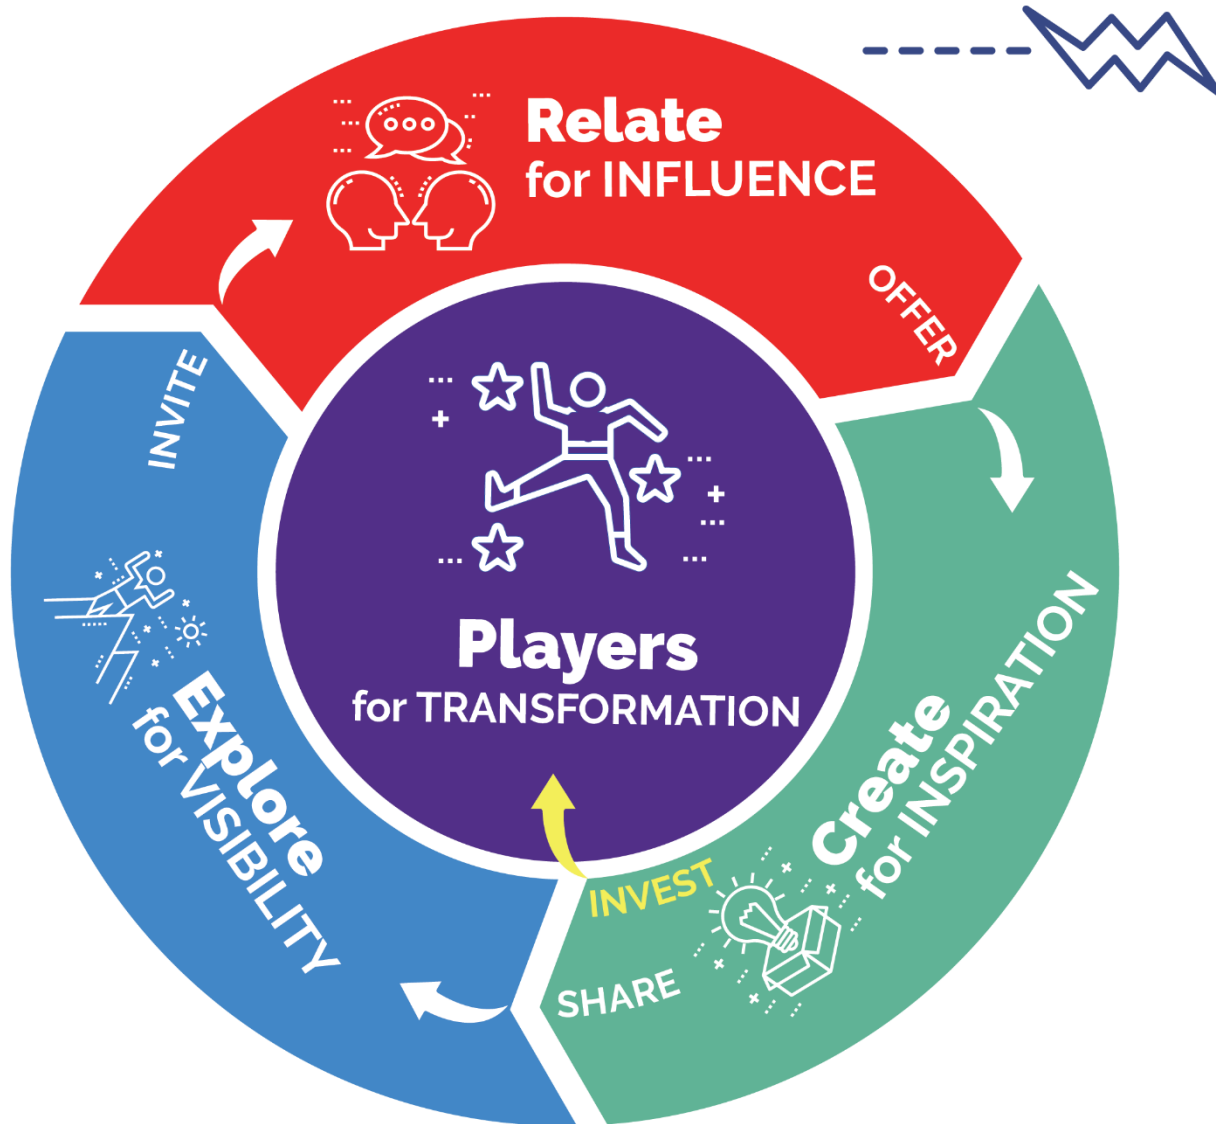 Relate
for INFLUENCE
OFFER
INVITE
Players
for TRANSFORMATION
Explore
for VISIBILITY
Create
for INSPIRATION
INVEST
SHARE